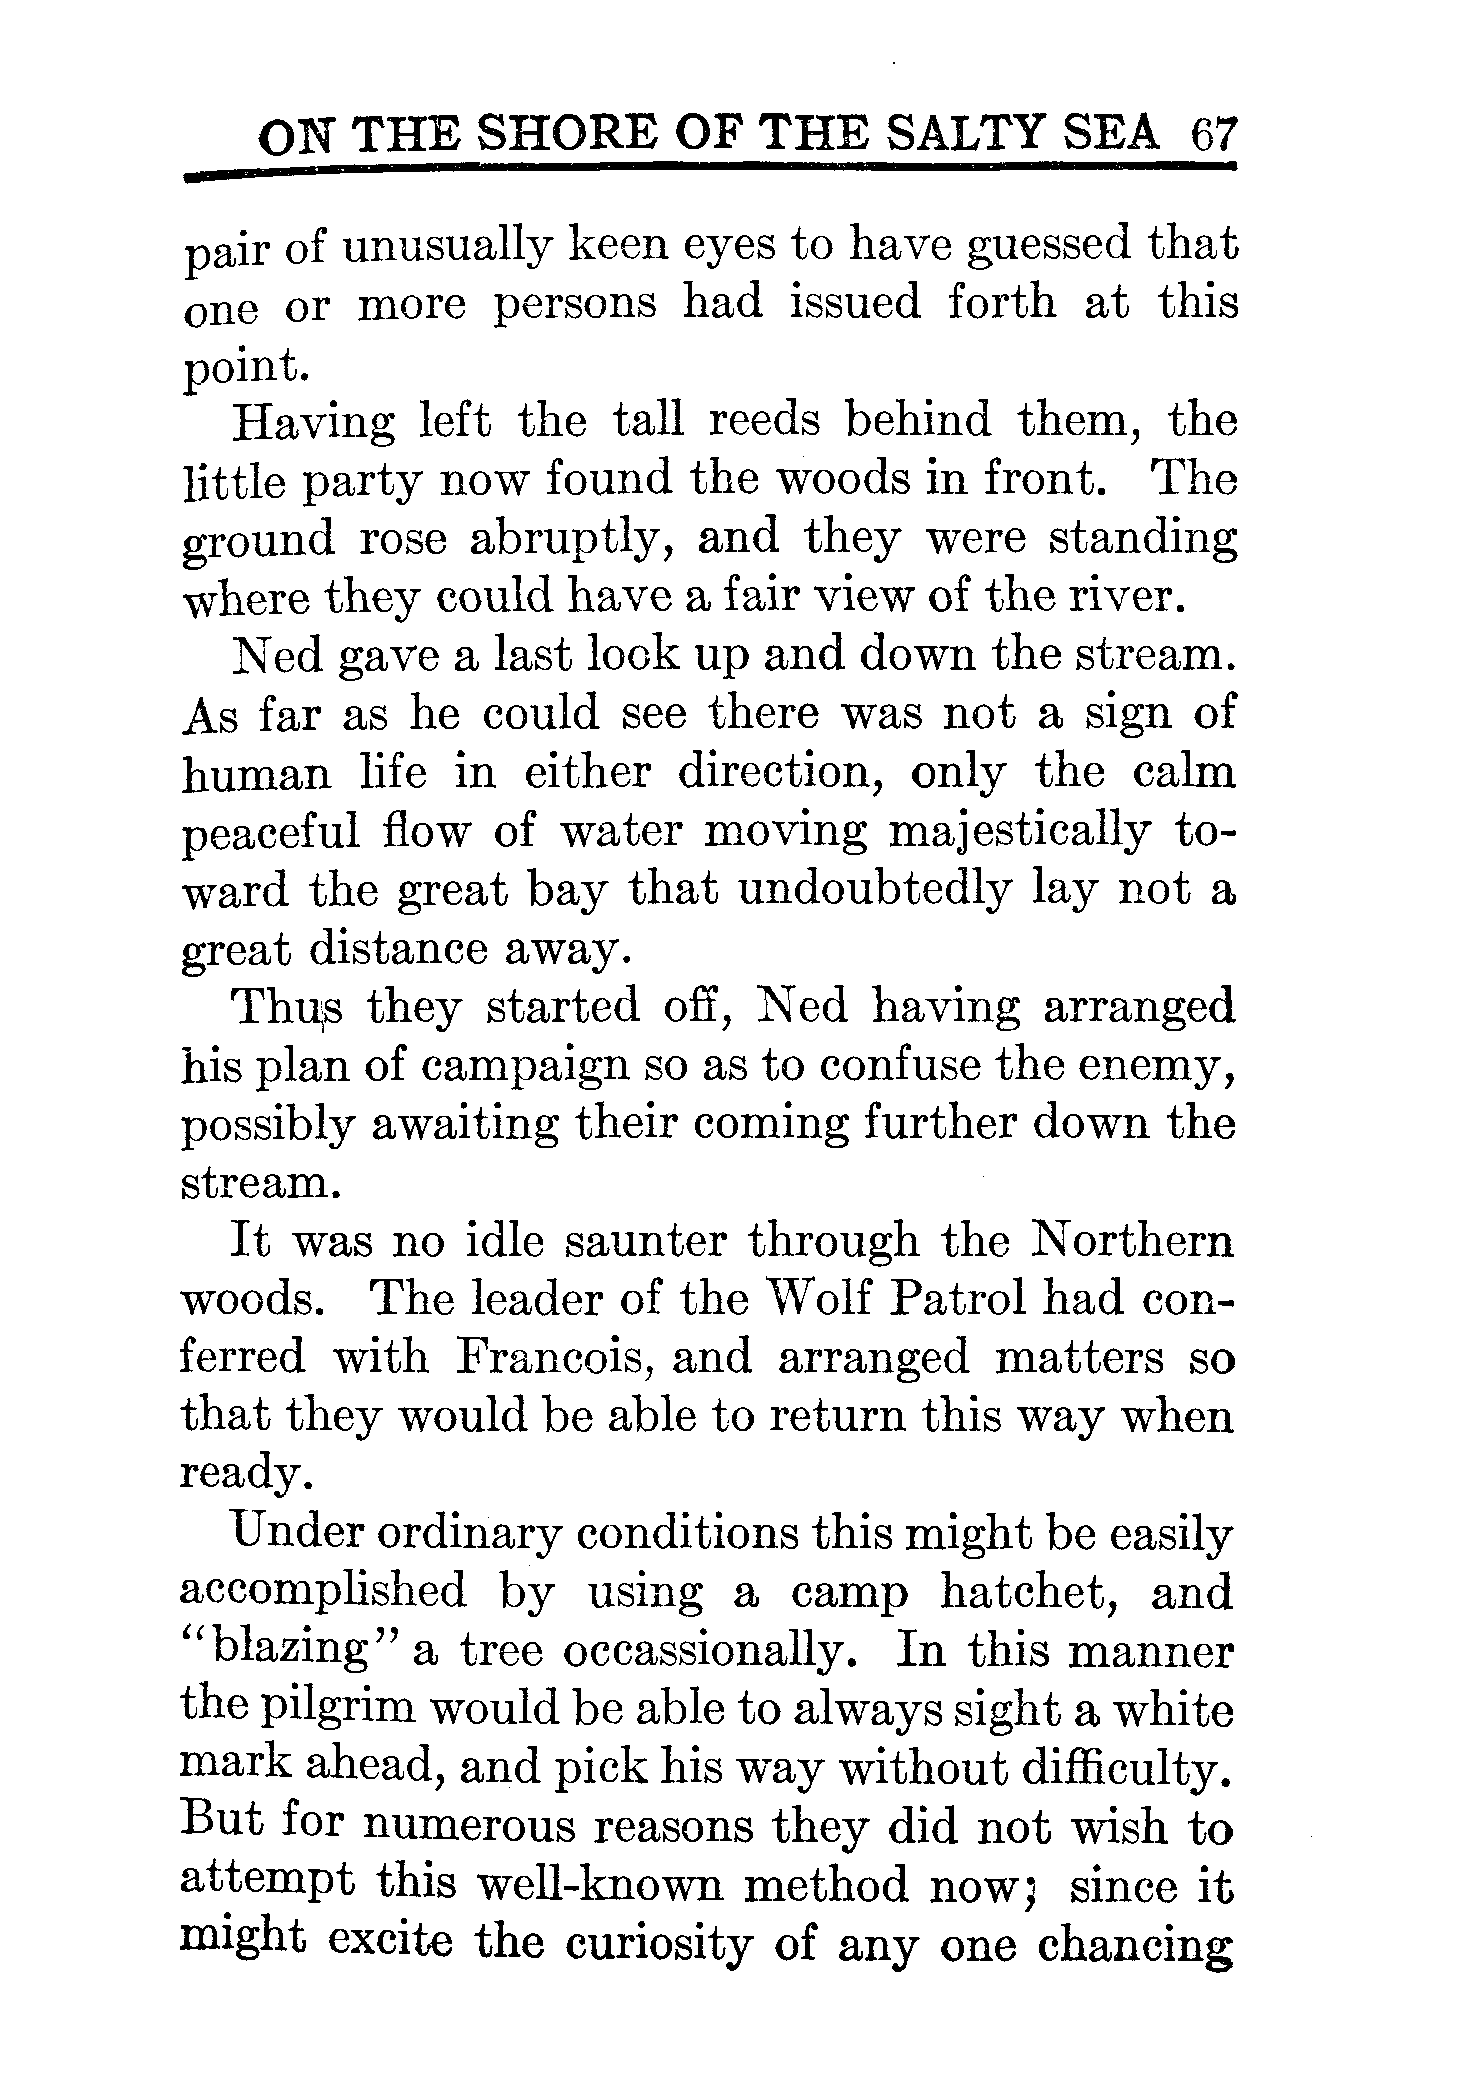 ON THE SHORE OF THE SALTY SEA 67
pair of unusually keen eyes to have guessed that
one or more persons had issued forth at this
point.
Having left the tall reeds behind them, the
little party now found the woods in front. The
ground rose abruptly, and they were standing
where they could have a fair view of the river.
Ned gave a last look up and down the stream.
As far as he could see there was not a sign of
human life in either direction, only the calm
peaceful flow of water moving majestically to-
ward the great bay that undoubtedly lay not a
great distance away.
Thus they started off, Ned having arranged
his plan of campaign so as to confuse the enemy,
possibly awaiting their coming further down the
stream.
It was no idle saunter through the Northern
woods. The leader of the Wolf Patrol had con-
ferred with Francois, and arranged matters so
that they would be able to return this way when
ready.
Under ordinary conditions this might be easily
accomplished by using a camp hatchet, and
"blazing" a tree occassionally. In this manner
the pilgrim would be able to always sight a white
mark ahead, and pick his way without difficulty.
But for numerous reasons they did not wish to
attempt this well-known method now; since it
might excite the curiosity of any one chancing